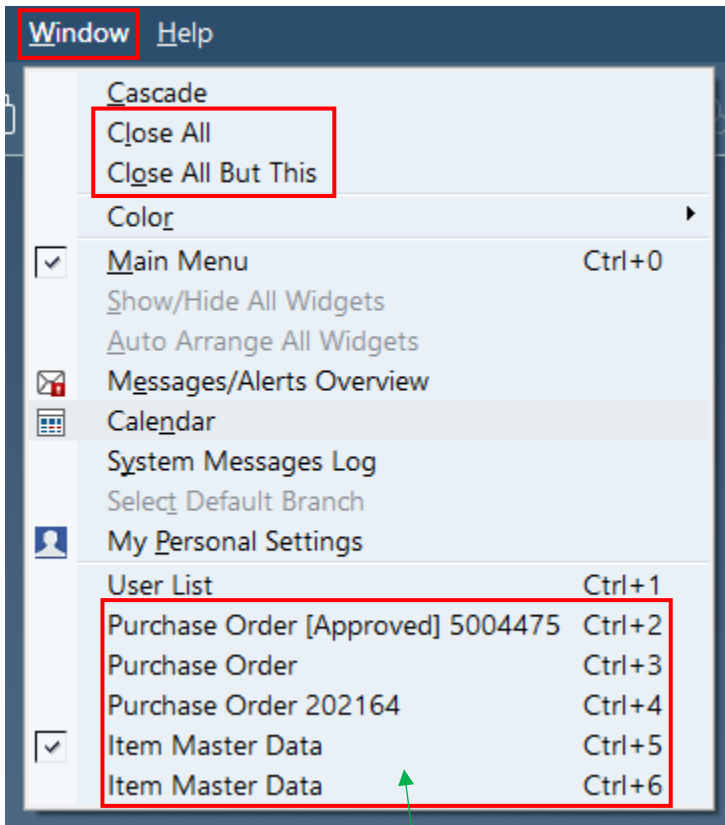 Window Help
Cascade
Close All
Close All But This
Color
Main Menu Ctrl+0
Show/Hide All Widgets
Auto Arrange All Widgets
Messages/Alerts Overview
Calendar
System Messages Log
Select Default Branch
My Personal Settings
User List Ctrl+1
Purchase Order [Approved] 5004475 Ctrl+2
Purchase Order Ctrl+3
Purchase Order 202164 Ctrl+4
Item Master Data Ctrl+5
Item Master Data Ctrl+6